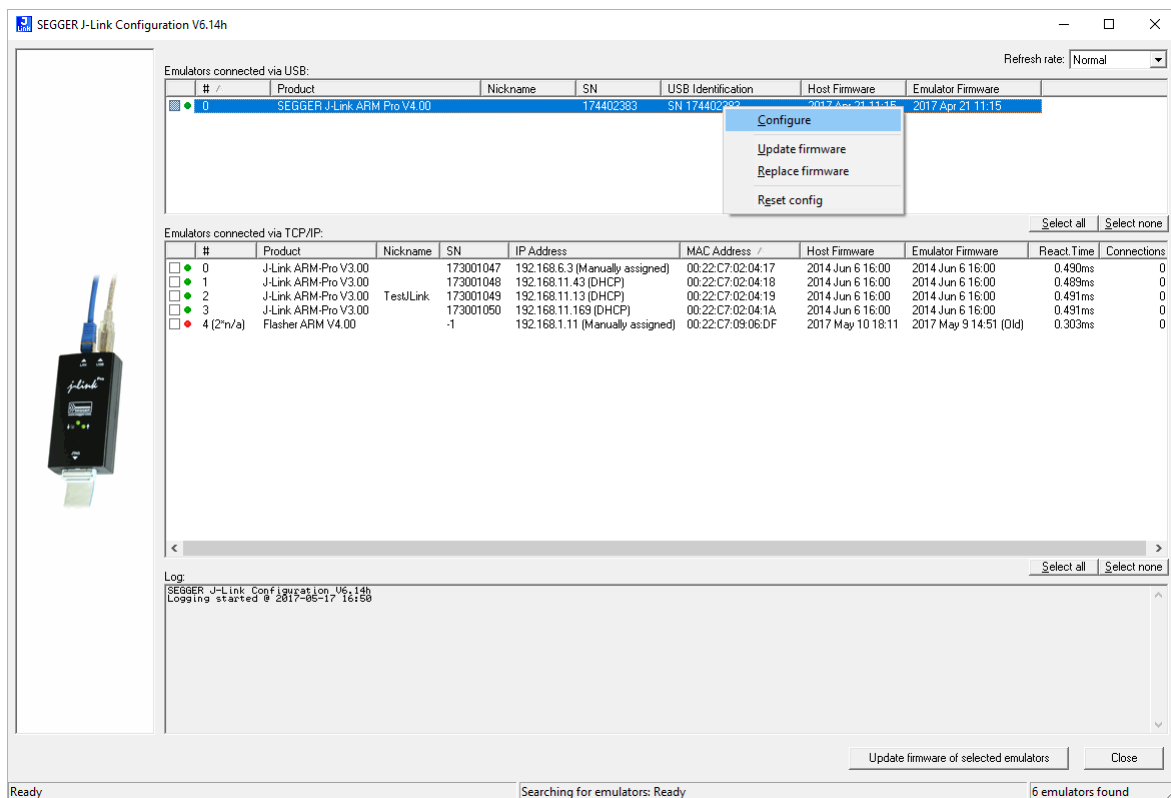 SEGGER J-Link Configuration V6.14h
Refresh rate: Normal
Emulators connected via USB:
# / Product Nickname SN USB Identification Host Firmware Emulator Firmware
0 SEGGER J-Link ARM Pro V4.00 174402383 SN 174402383 2017 Apr 21 11:15 2017 Apr 21 11:15
Configure
Update firmware
Replace firmware
Reset config
Select all Select none
Emulators connected via TCP/IP:
# Product Nickname SN IP Address MAC Address / Host Firmware Emulator Firmware React.Time Connections
0 J-Link ARM-Pro V3.00 173001047 192.168.6.3 (Manually assigned) 00:22:C7:02:04:17 2014 Jun 6 16:00 2014 Jun 6 16:00 0.490ms 0
1 J-Link ARM-Pro V3.00 173001048 192.168.11.43 (DHCP) 00:22:C7:02:04:18 2014 Jun 6 16:00 2014 Jun 6 16:00 0.489ms 0
2 J-Link ARM-Pro V3.00 TestJLink 173001049 192.168.11.13 (DHCP) 00:22:C7:02:04:19 2014 Jun 6 16:00 2014 Jun 6 16:00 0.491ms 0
3 J-Link ARM-Pro V3.00 173001050 192.168.11.169 (DHCP) 00:22:C7:02:04:1A 2014 Jun 6 16:00 2014 Jun 6 16:00 0.491ms 0
4 (2*n/a) Flasher ARM V4.00 -1 192.168.1.11 (Manually assigned) 00:22:C7:09:06:DF 2017 May 10 18:11 2017 May 9 14:51 (Old) 0.303ms 0
J-Link Pro
Select all Select none
Log:
SEGGER J-Link Configuration V6.14h
Logging started @ 2017-05-17 16:50
Update firmware of selected emulators Close
Ready Searching for emulators: Ready 6 emulators found